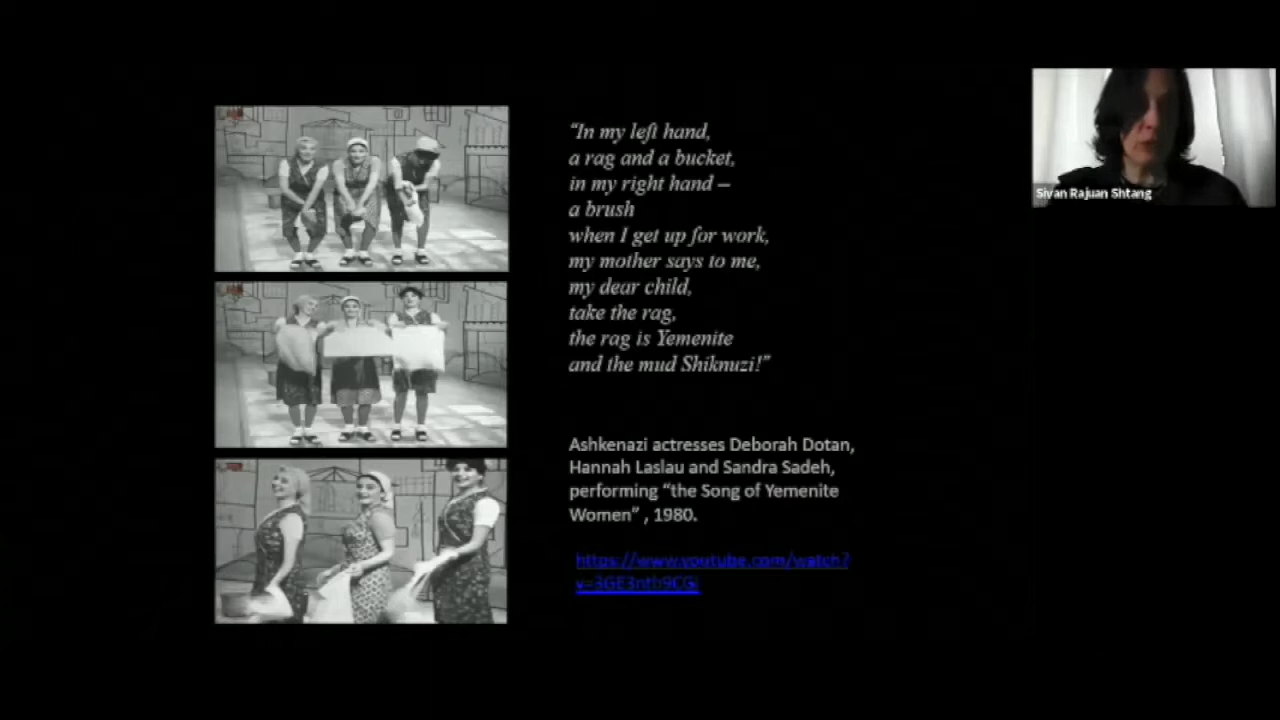 "In my left hand,
a rag and a bucket,
in my right hand –
a brush
when I get up for work,
my mother says to me,
my dear child,
take the rag,
the rag is Yemenite
and the mud Shiknuzi!"
Ashkenazi actresses Deborah Dotan,
Hannah Laslau and Sandra Sadeh,
performing "the Song of Yemenite
Women" , 1980.
https://www.youtube.com/watch?
Sivan Rajuan Shtang